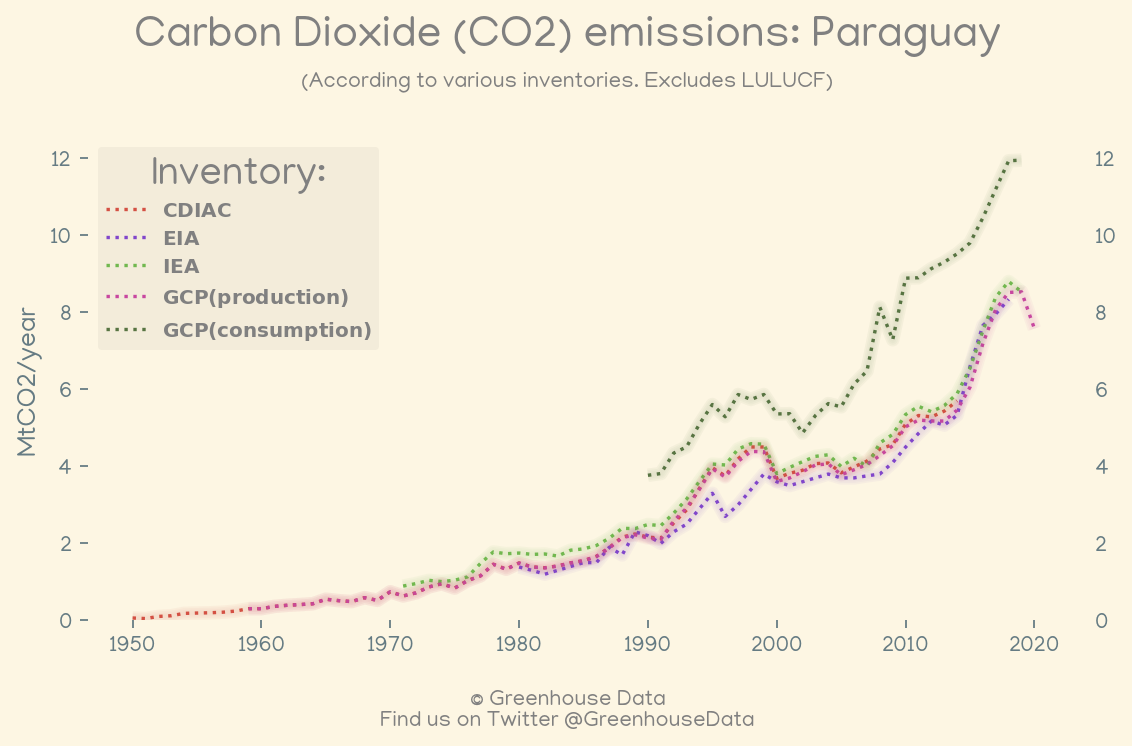 Carbon Dioxide (CO2) emissions: Paraguay
(According to various inventories. Excludes LULUCF)
Inventory:
CDIAC
EIA
IEA
GCP(production)
GCP(consumption)
MtCO2/year
12
10
8
6
4
2
0
12
10
8
6
4
2
0
1950 1960 1970 1980 1990 2000 2010 2020
© Greenhouse Data
Find us on Twitter @GreenhouseData